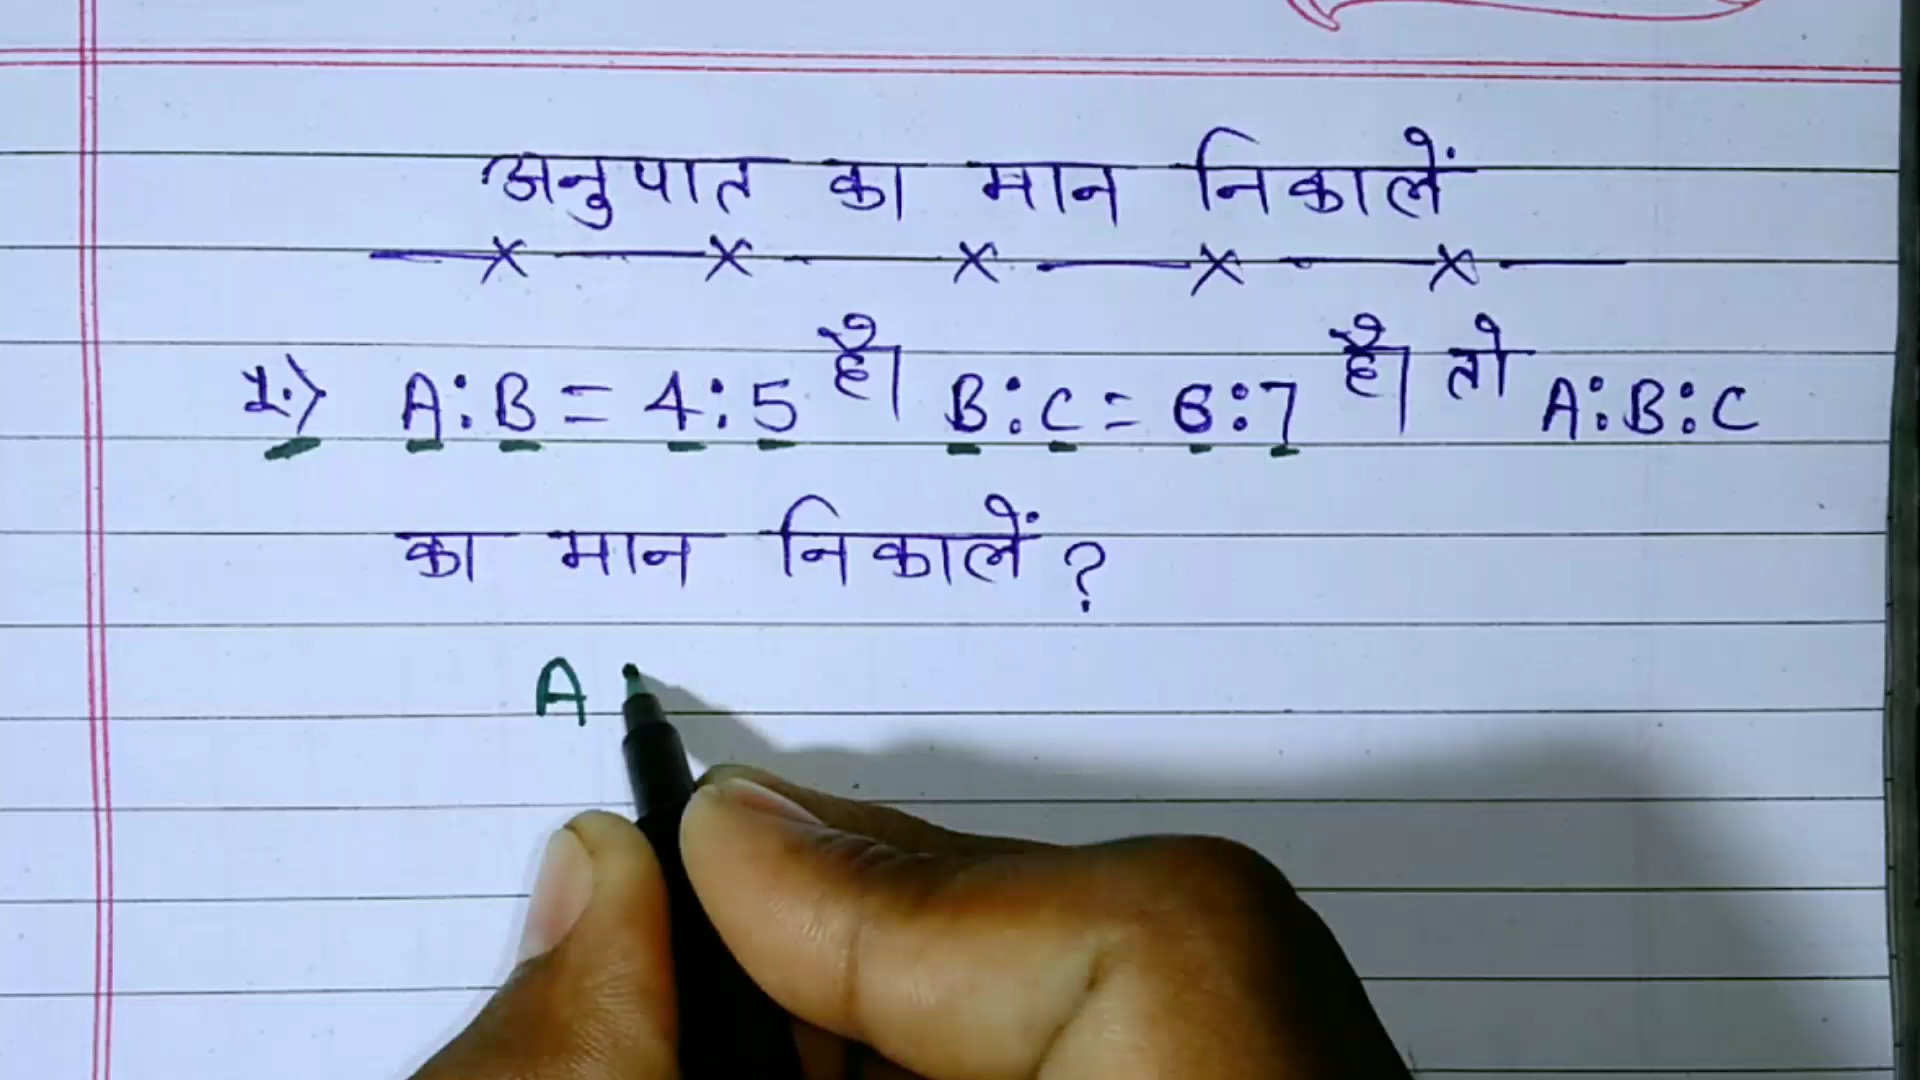 अनुपात का मान निकालें
1.) A:B = 4:5 है। B:C = 6:7 है। तो A:B:C
का मान निकालें?
A